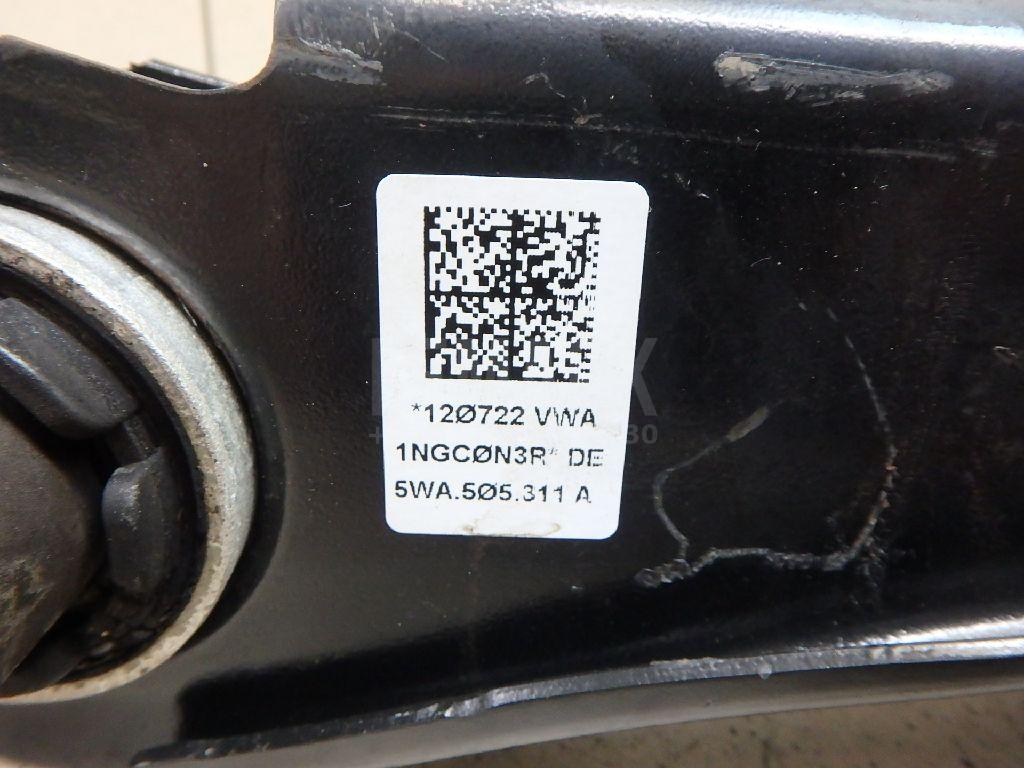 *12Ø722 VWA
1NGCØN3R* DE
5WA.5Ø5.311 A